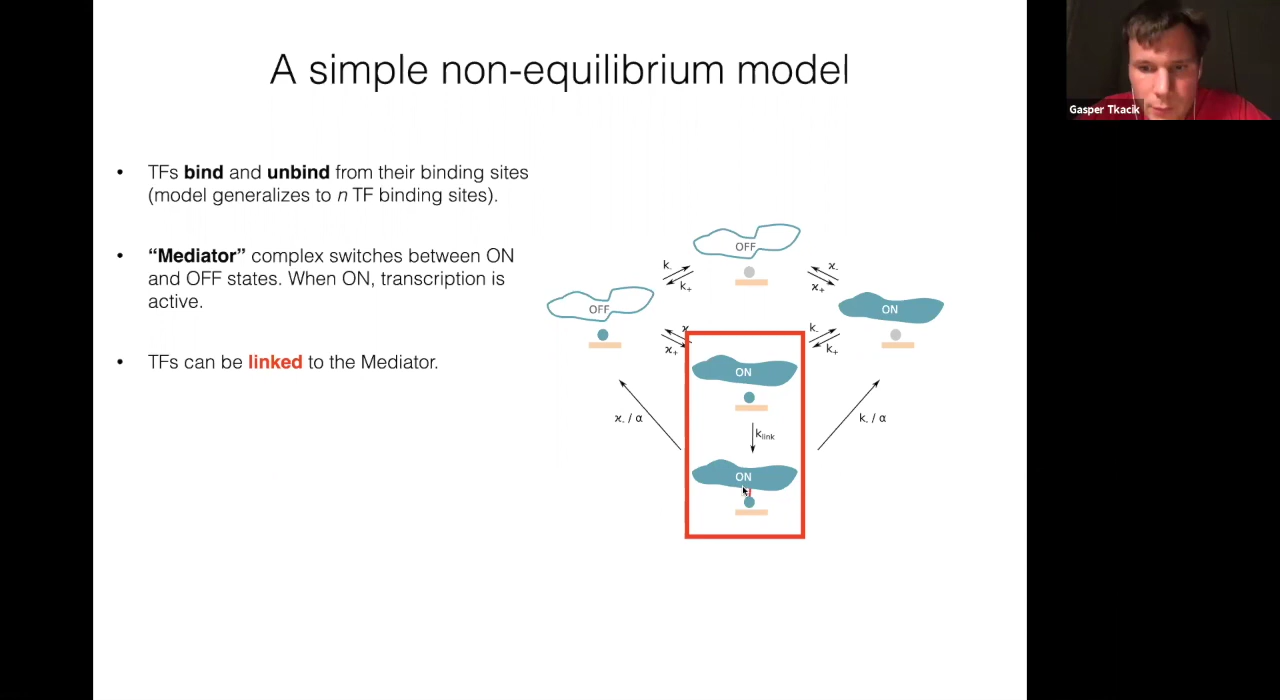 A simple non-equilibrium model
Gasper Tkacik
• TFs bind and unbind from their binding sites
(model generalizes to n TF binding sites).
• “Mediator” complex switches between ON
and OFF states. When ON, transcription is
active.
• TFs can be linked to the Mediator.
OFF
k-
k+
ϰ-
ϰ+
OFF
ON
ϰ
ϰ+
k-
k+
ON
ϰ- / α
klink
k- / α
ON